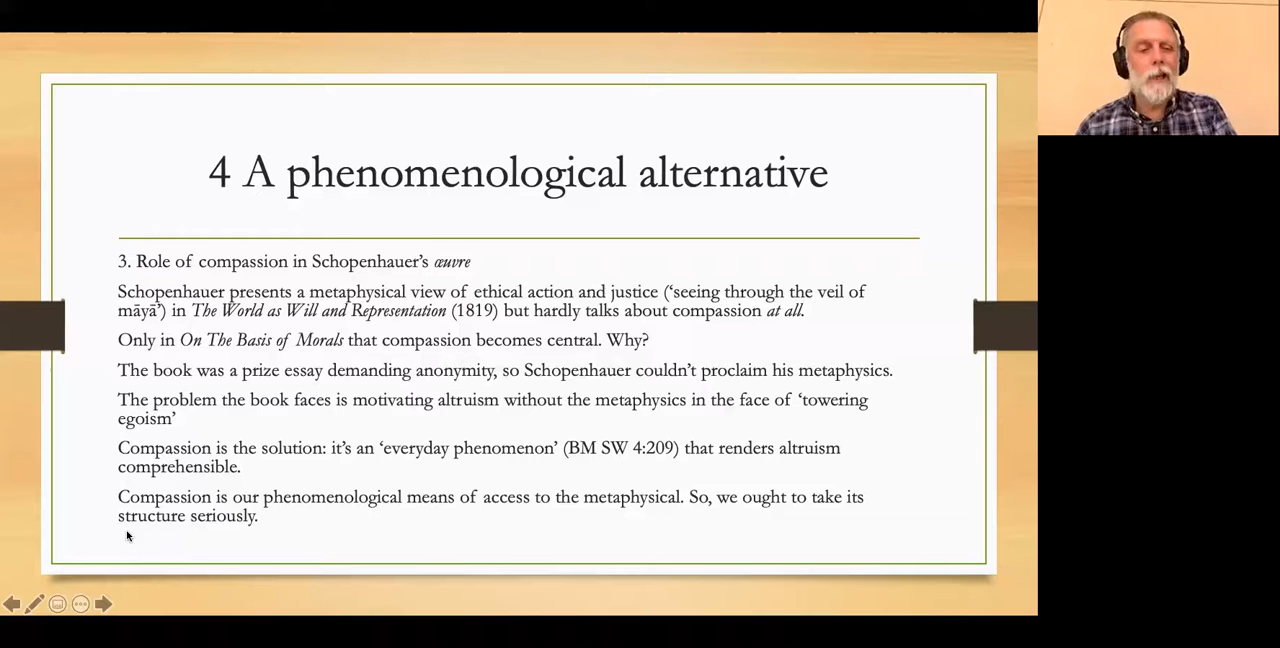 4 A phenomenological alternative
3. Role of compassion in Schopenhauer’s œuvre
Schopenhauer presents a metaphysical view of ethical action and justice (‘seeing through the veil of
māyā’) in The World as Will and Representation (1819) but hardly talks about compassion at all.
Only in On The Basis of Morals that compassion becomes central. Why?
The book was a prize essay demanding anonymity, so Schopenhauer couldn’t proclaim his metaphysics.
The problem the book faces is motivating altruism without the metaphysics in the face of ‘towering
egoism’
Compassion is the solution: it’s an ‘everyday phenomenon’ (BM SW 4:209) that renders altruism
comprehensible.
Compassion is our phenomenological means of access to the metaphysical. So, we ought to take its
structure seriously.